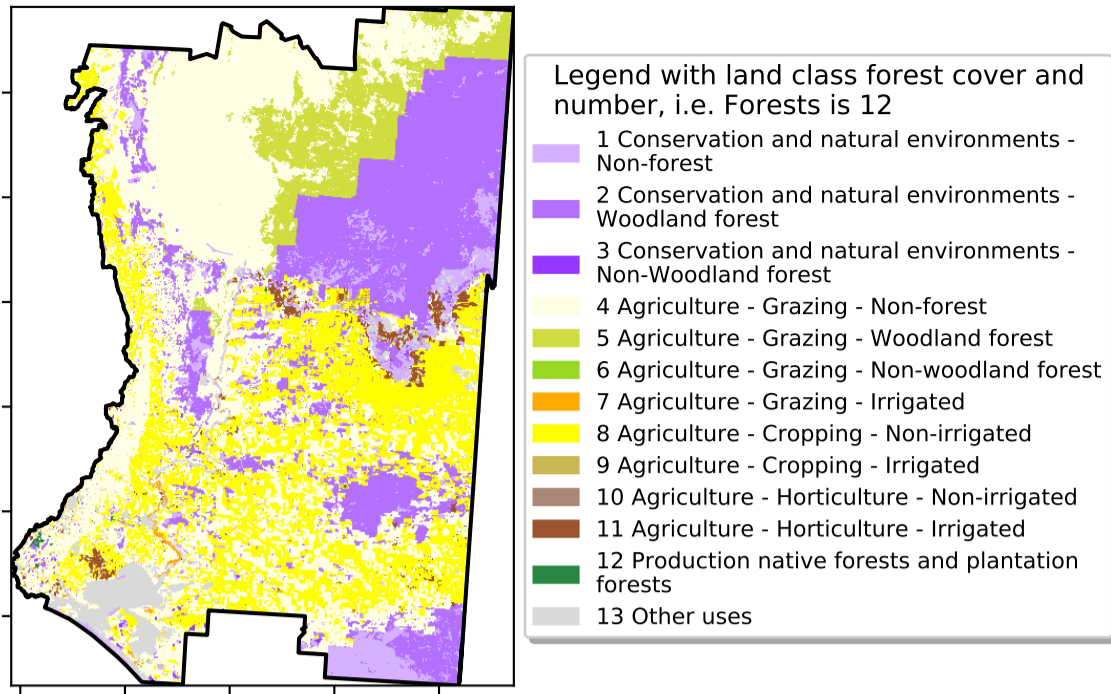 Legend with land class forest cover and
number, i.e. Forests is 12
1 Conservation and natural environments -
Non-forest
2 Conservation and natural environments -
Woodland forest
3 Conservation and natural environments -
Non-Woodland forest
4 Agriculture - Grazing - Non-forest
5 Agriculture - Grazing - Woodland forest
6 Agriculture - Grazing - Non-woodland forest
7 Agriculture - Grazing - Irrigated
8 Agriculture - Cropping - Non-irrigated
9 Agriculture - Cropping - Irrigated
10 Agriculture - Horticulture - Non-irrigated
11 Agriculture - Horticulture - Irrigated
12 Production native forests and plantation
forests
13 Other uses